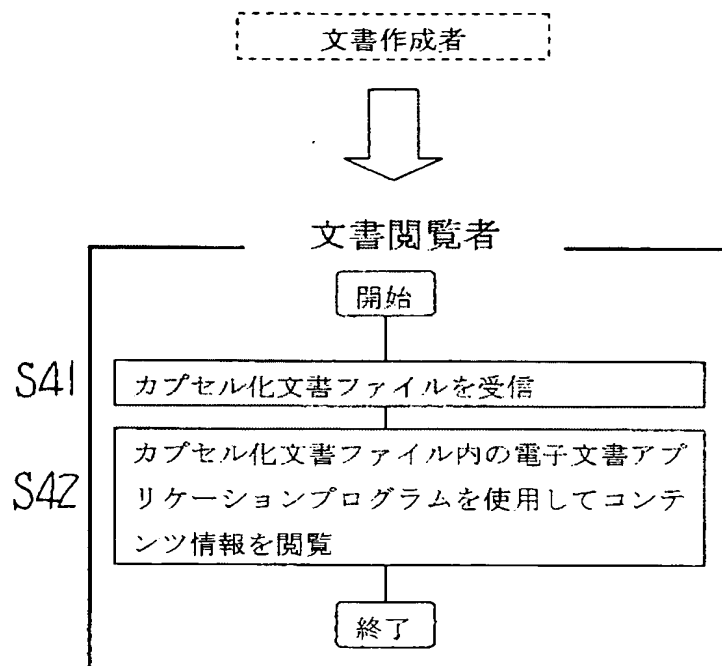 文書作成者
文書閲覧者
開始
S41
カプセル化文書ファイルを受信
S42
カプセル化文書ファイル内の電子文書アプ
リケーションプログラムを使用してコンテ
ンツ情報を閲覧
終了